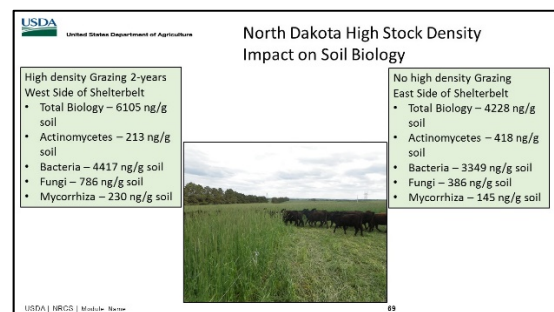 USDA
United States Department of Agriculture
North Dakota High Stock Density
Impact on Soil Biology
High density Grazing 2-years
West Side of Shelterbelt
• Total Biology – 6105 ng/g
soil
• Actinomycetes – 213 ng/g
soil
• Bacteria – 4417 ng/g soil
• Fungi – 786 ng/g soil
• Mycorrhiza – 230 ng/g soil
No high density Grazing
East Side of Shelterbelt
• Total Biology – 4228 ng/g
soil
• Actinomycetes – 418 ng/g
soil
• Bacteria – 3349 ng/g soil
• Fungi – 386 ng/g soil
• Mycorrhiza – 145 ng/g soil
USDA | NRCS | Module Name
69